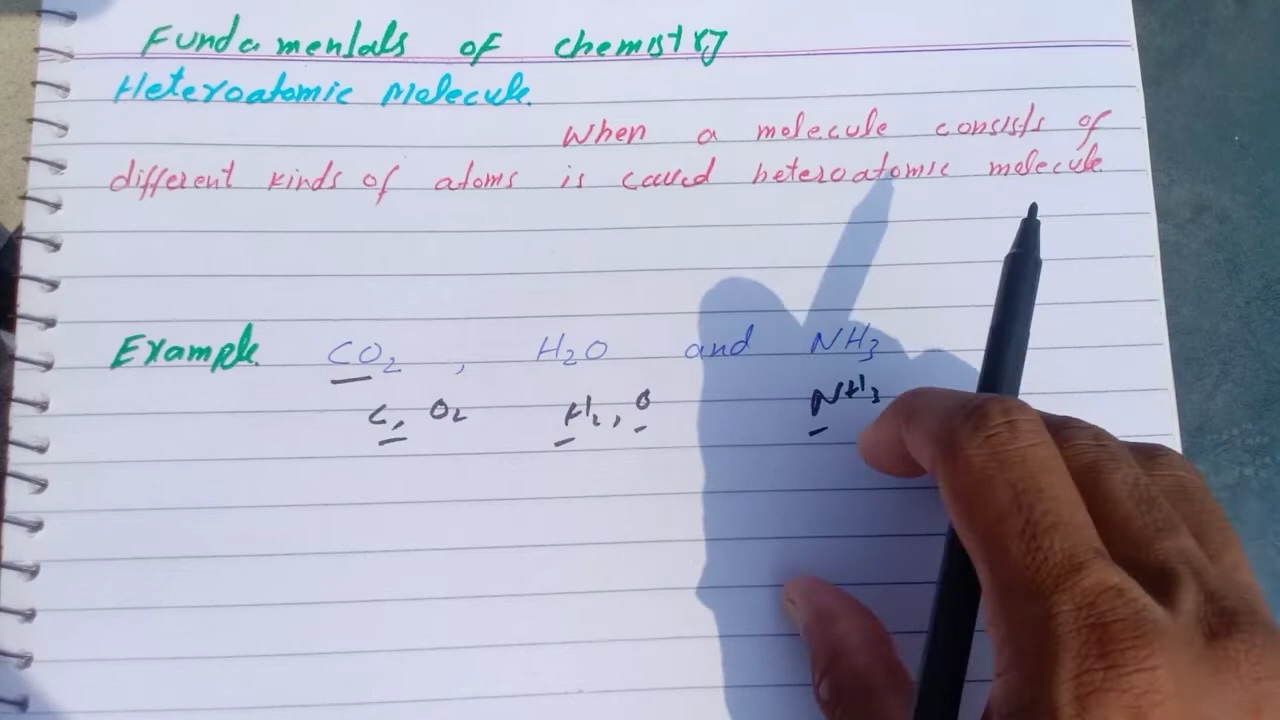 Fundamentals of chemistry
Heteroatomic Molecule.
When a molecule consists of
different kinds of atoms is called heteroatomic molecule.
Example CO2, H2O and NH3
C, O2 H2, O NH3